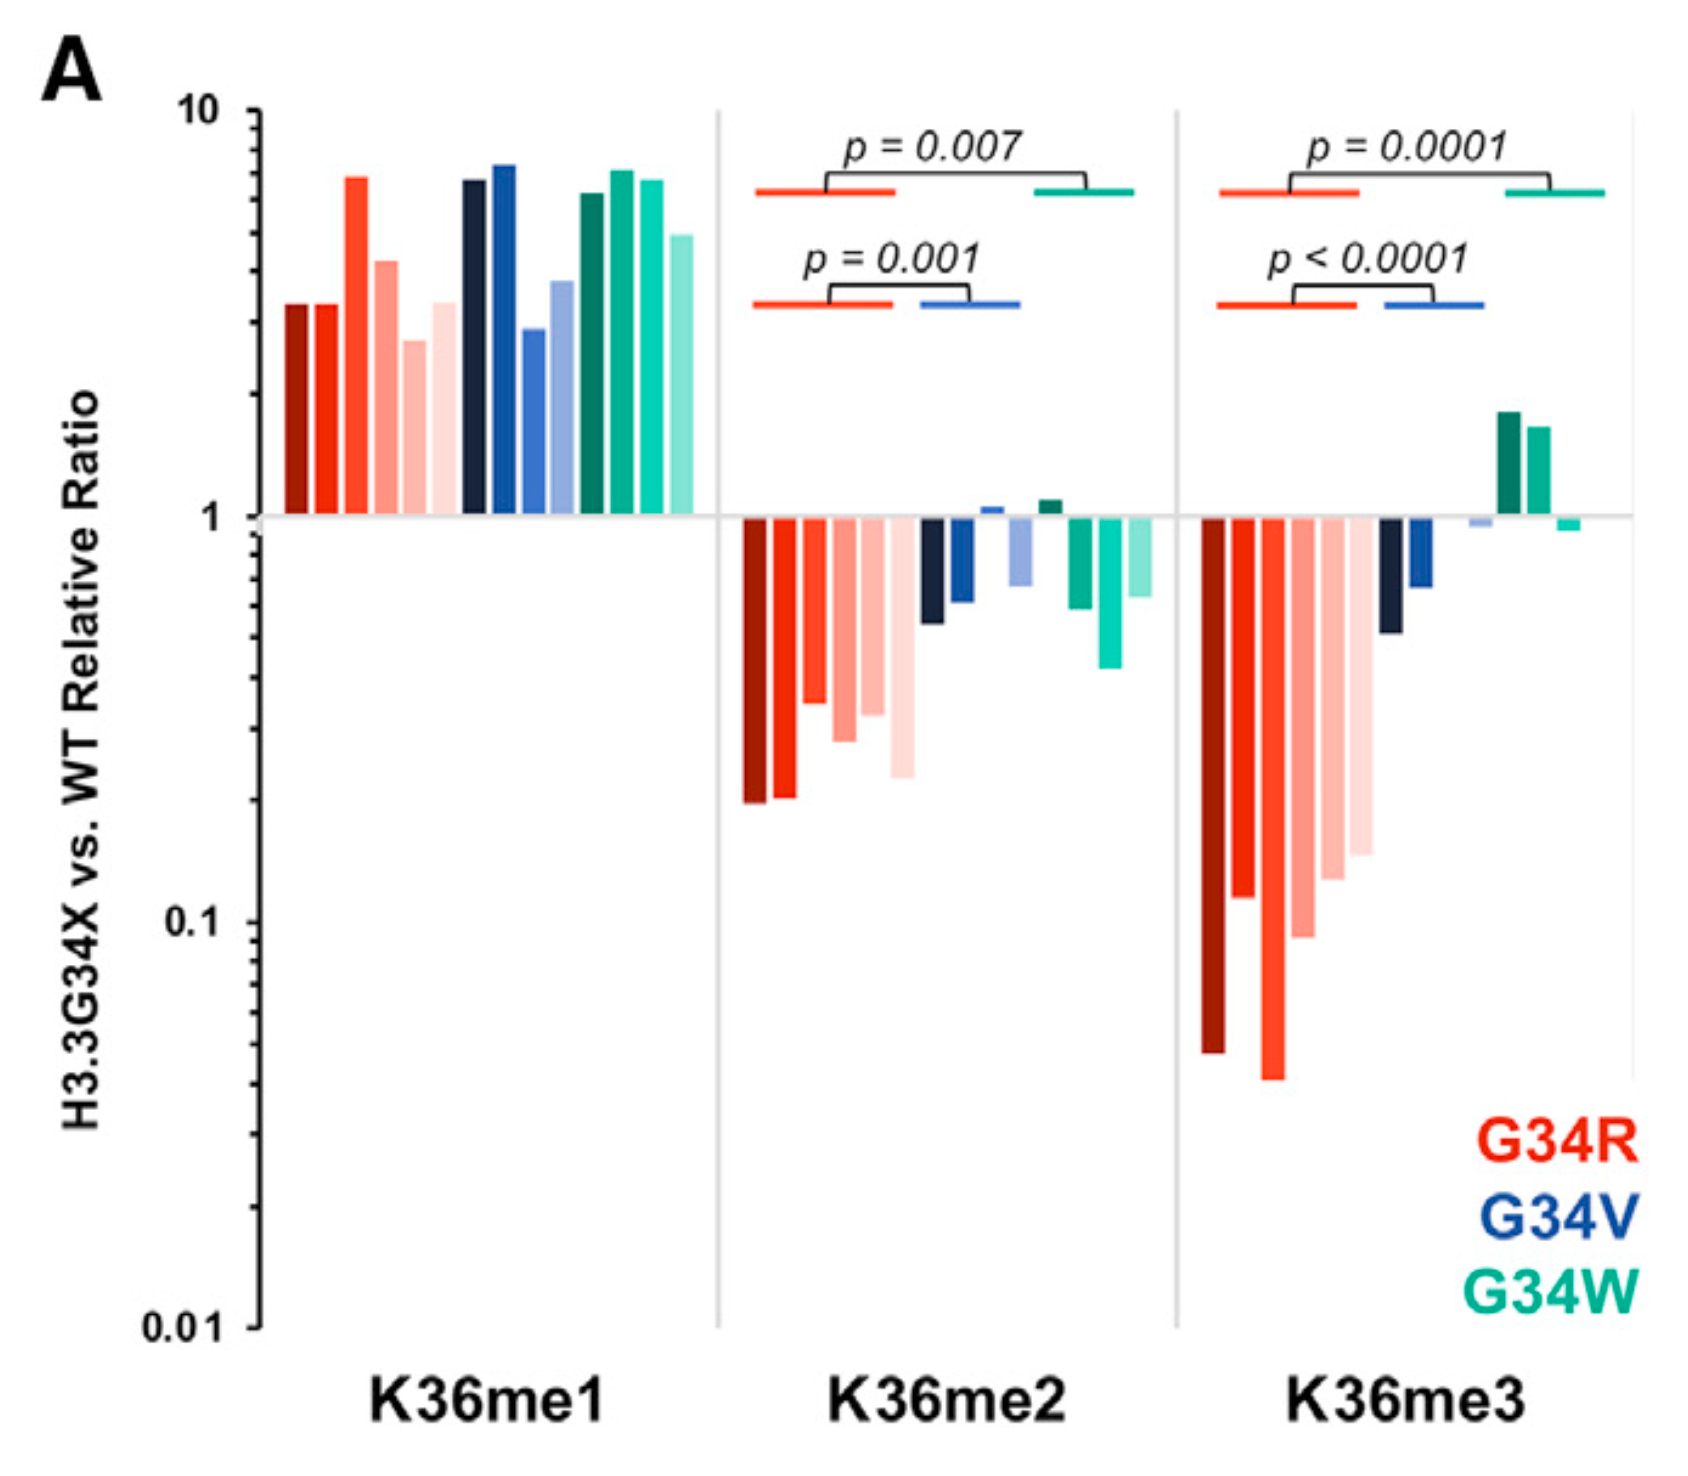 A
10
1
0.1
0.01
H3.3G34X vs. WT Relative Ratio
p = 0.007
p = 0.001
p = 0.0001
p < 0.0001
G34R
G34V
G34W
K36me1
K36me2
K36me3